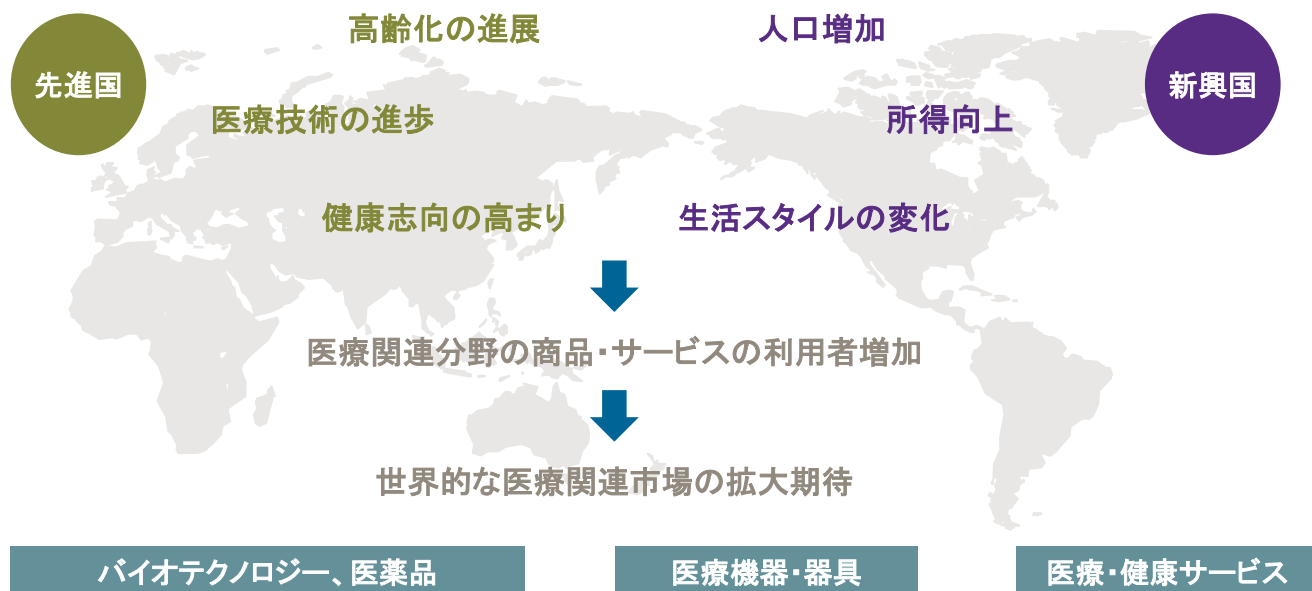 高齢化の進展
人口増加
先進国
新興国
医療技術の進歩
所得向上
健康志向の高まり
生活スタイルの変化
医療関連分野の商品・サービスの利用者増加
世界的な医療関連市場の拡大期待
バイオテクノロジー、医薬品
医療機器・器具
医療・健康サービス